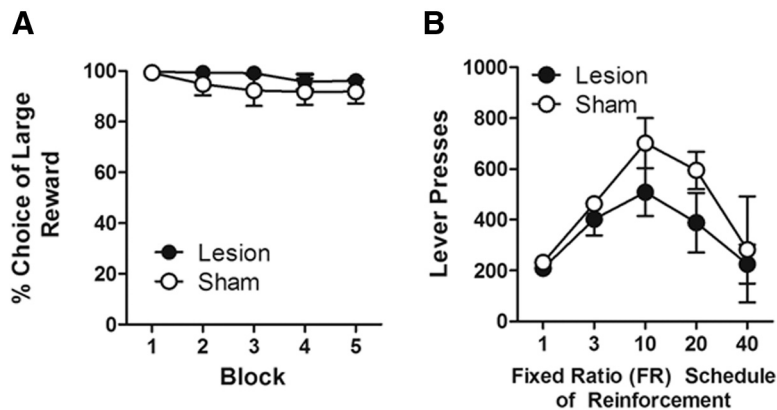 A
% Choice of Large
Reward
100
80
60
40
20
0
Lesion
Sham
1 2 3 4 5
Block
B
Lever Presses
1000
800
600
400
200
0
Lesion
Sham
1 3 10 20 40
Fixed Ratio (FR) Schedule
of Reinforcement